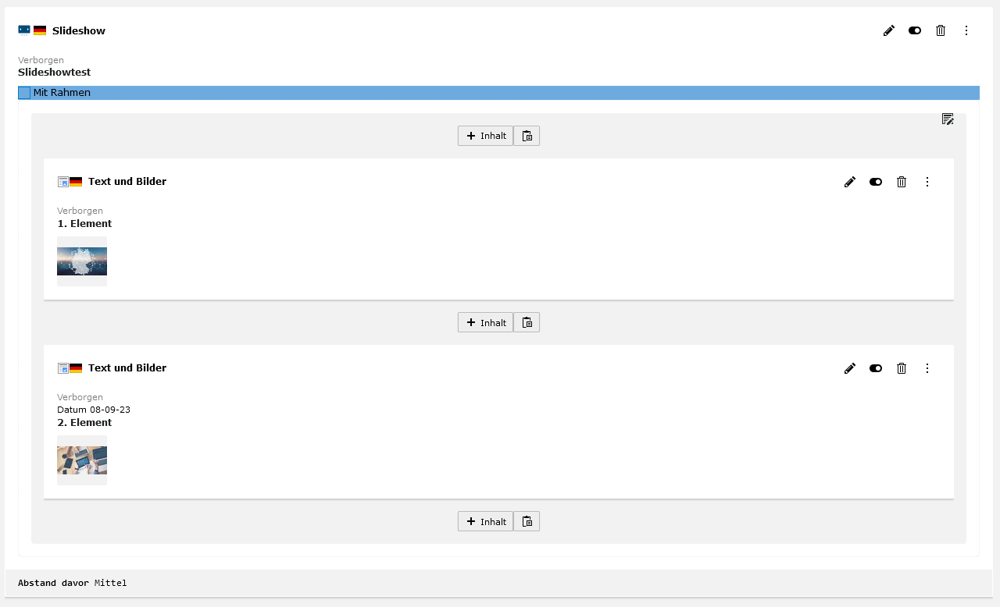 Slideshow
Verborgen
Slideshowtest
Mit Rahmen
Inhalt
Text und Bilder
Verborgen
1. Element
Inhalt
Text und Bilder
Verborgen
Datum 08-09-23
2. Element
Inhalt
Abstand davor Mittel